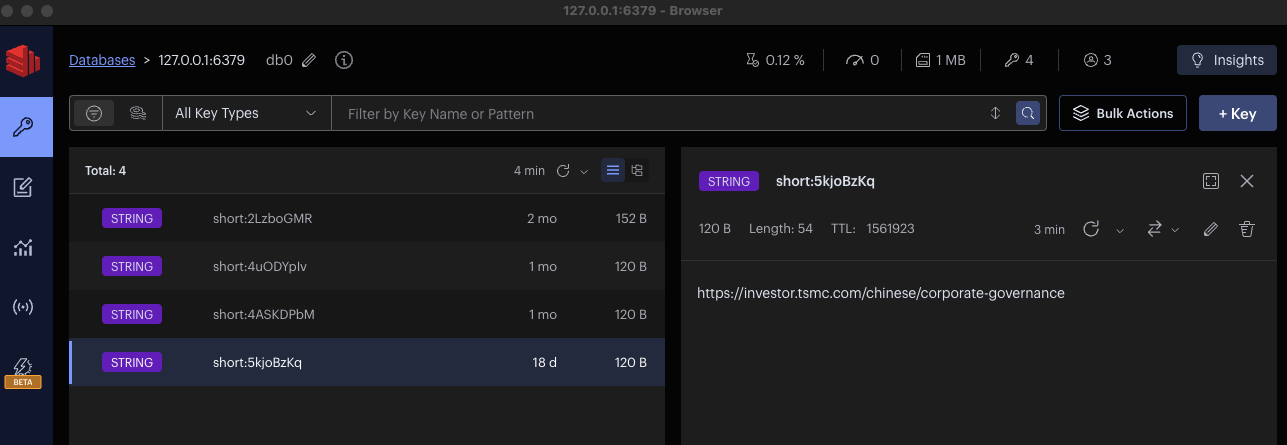 127.0.0.1:6379 - Browser
Databases > 127.0.0.1:6379 db0 0.12 % 0 1 MB 4 3 Insights
All Key Types Filter by Key Name or Pattern Bulk Actions + Key
Total: 4 4 min
STRING short:2LzboGMR 2 mo 152 B
STRING short:4uODYpIv 1 mo 120 B
STRING short:4ASKDPbM 1 mo 120 B
STRING short:5kjoBzKq 18 d 120 B
BETA
STRING short:5kjoBzKq
120 B Length: 54 TTL: 1561923 3 min
https://investor.tsmc.com/chinese/corporate-governance